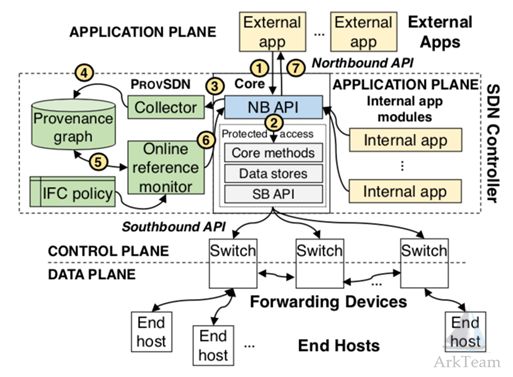 APPLICATION PLANE
External
app
...
External
app
External
Apps
1
7
Northbound API
4
PROVSDN
3
Core
APPLICATION PLANE
Internal app
modules
Collector
NB API
Provenance
graph
2
Protected access
Internal app
...
Internal app
6
Online
reference
monitor
5
Core methods
Data stores
SB API
IFC policy
SDN Controller
Southbound API
CONTROL PLANE
DATA PLANE
Switch
Switch
Switch
...
Forwarding Devices
End
host
End
host
...
End Hosts
End
host
ArkTeam